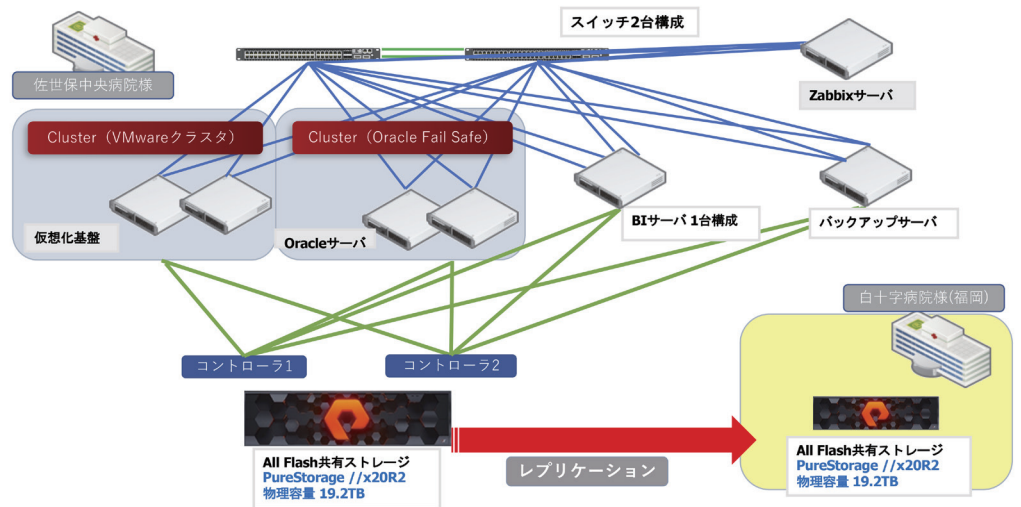 スイッチ2台構成
佐世保中央病院様
Zabbixサーバ
Cluster（VMwareクラスタ）
Cluster（Oracle Fail Safe）
仮想化基盤
Oracleサーバ
BIサーバ 1台構成
バックアップサーバ
白十字病院様(福岡)
コントローラ1
コントローラ2
All Flash共有ストレージ
PureStorage //x20R2
物理容量 19.2TB
レプリケーション
All Flash共有ストレージ
PureStorage //x20R2
物理容量 19.2TB